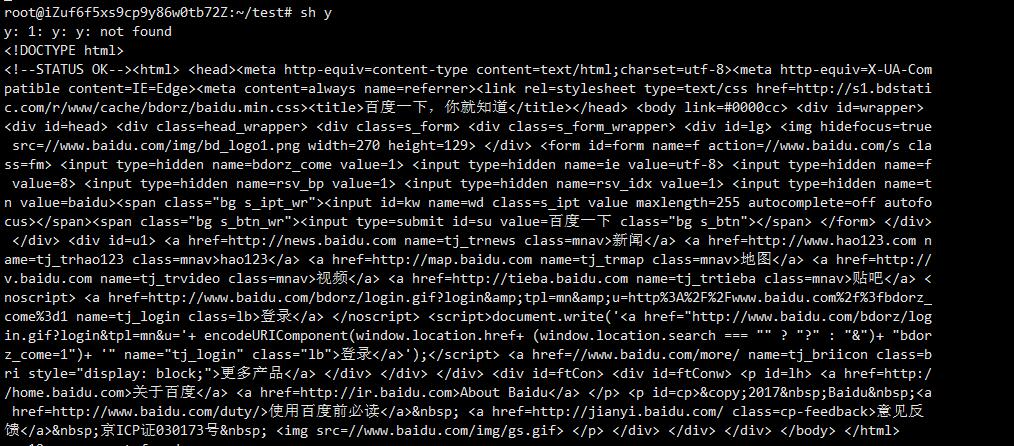 root@iZuf6f5xs9cp9y86w0tb72Z:~/test# sh y
y: 1: y: y: not found
<!DOCTYPE html>
<!--STATUS OK--><html> <head><meta http-equiv=content-type content=text/html;charset=utf-8><meta http-equiv=X-UA-Com
patible content=IE=Edge><meta content=always name=referrer><link rel=stylesheet type=text/css href=http://s1.bdstati
c.com/r/www/cache/bdorz/baidu.min.css><title>百度一下，你就知道</title></head> <body link=#0000cc> <div id=wrapper>
<div id=head> <div class=head_wrapper> <div class=s_form> <div class=s_form_wrapper> <div id=lg> <img hidefocus=true
 src=//www.baidu.com/img/bd_logo1.png width=270 height=129> </div> <form id=form name=f action=//www.baidu.com/s cla
ss=fm> <input type=hidden name=bdorz_come value=1> <input type=hidden name=ie value=utf-8> <input type=hidden name=f
 value=8> <input type=hidden name=rsv_bp value=1> <input type=hidden name=rsv_idx value=1> <input type=hidden name=t
n value=baidu><span class="bg s_ipt_wr"><input id=kw name=wd class=s_ipt value maxlength=255 autocomplete=off autofo
cus></span><span class="bg s_btn_wr"><input type=submit id=su value=百度一下 class="bg s_btn"></span> </form> </div>
 </div> <div id=u1> <a href=http://news.baidu.com name=tj_trnews class=mnav>新闻</a> <a href=http://www.hao123.com n
ame=tj_trhao123 class=mnav>hao123</a> <a href=http://map.baidu.com name=tj_trmap class=mnav>地图</a> <a href=http://
v.baidu.com name=tj_trvideo class=mnav>视频</a> <a href=http://tieba.baidu.com name=tj_trtieba class=mnav>贴吧</a> <
noscript> <a href=http://www.baidu.com/bdorz/login.gif?login&amp;tpl=mn&amp;u=http%3A%2F%2Fwww.baidu.com%2f%3fbdorz_
come%3d1 name=tj_login class=lb>登录</a> </noscript> <script>document.write('<a href="http://www.baidu.com/bdorz/log
in.gif?login&tpl=mn&u='+ encodeURIComponent(window.location.href+ (window.location.search === "" ? "?" : "&")+ "bdor
z_come=1")+ '" name="tj_login" class="lb">登录</a>');</script> <a href=//www.baidu.com/more/ name=tj_briicon class=b
ri style="display: block;">更多产品</a> </div> </div> </div> <div id=ftCon> <div id=ftConw> <p id=lh> <a href=http:/
/home.baidu.com>关于百度</a> <a href=http://ir.baidu.com>About Baidu</a> </p> <p id=cp>&copy;2017&nbsp;Baidu&nbsp;<a
 href=http://www.baidu.com/duty/>使用百度前必读</a>&nbsp; <a href=http://jianyi.baidu.com/ class=cp-feedback>意见反
馈</a>&nbsp;京ICP证030173号&nbsp; <img src=//www.baidu.com/img/gs.gif> </p> </div> </div> </div> </body> </html>